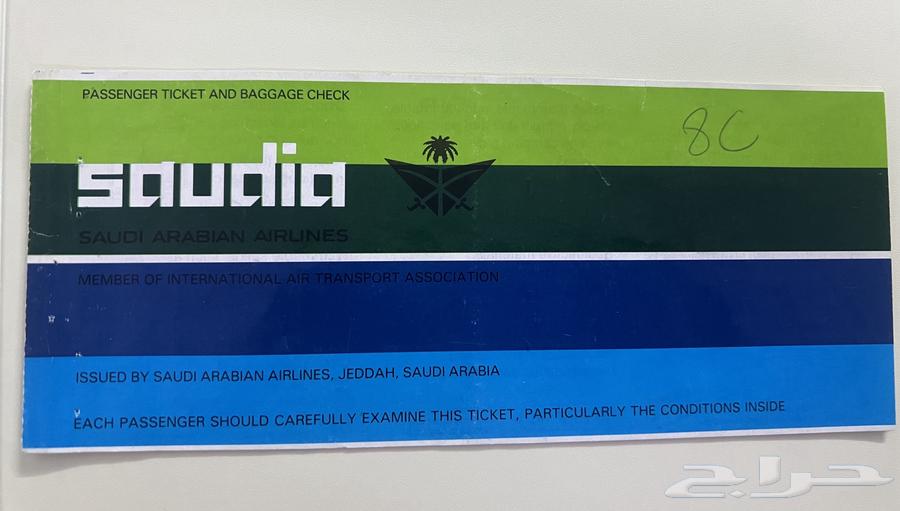 PASSENGER TICKET AND BAGGAGE CHECK
8C
saudia
SAUDI ARABIAN AIRLINES
MEMBER OF INTERNATIONAL AIR TRANSPORT ASSOCIATION
ISSUED BY SAUDI ARABIAN AIRLINES, JEDDAH, SAUDI ARABIA
EACH PASSENGER SHOULD CAREFULLY EXAMINE THIS TICKET, PARTICULARLY THE CONDITIONS INSIDE
حراج